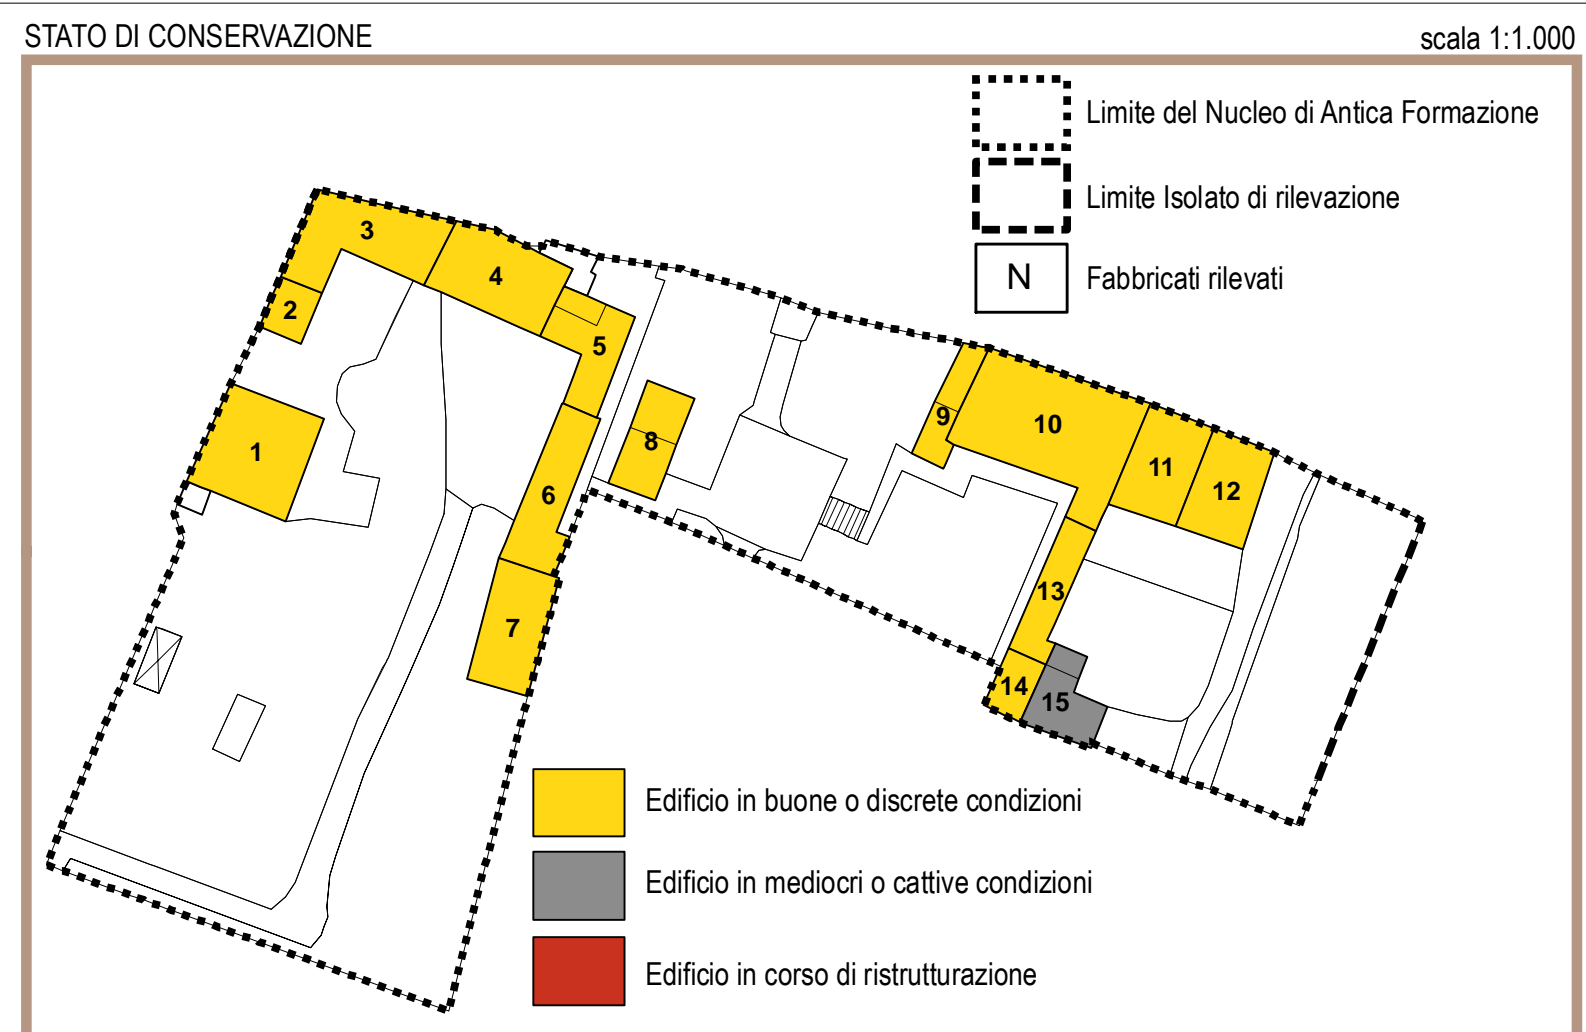 STATO DI CONSERVAZIONE
scala 1:1.000
Limite del Nucleo di Antica Formazione
Limite Isolato di rilevazione
N Fabbricati rilevati
3
4
2
5
1
8
6
7
9
10
11
12
13
14
15
Edificio in buone o discrete condizioni
Edificio in mediocri o cattive condizioni
Edificio in corso di ristrutturazione